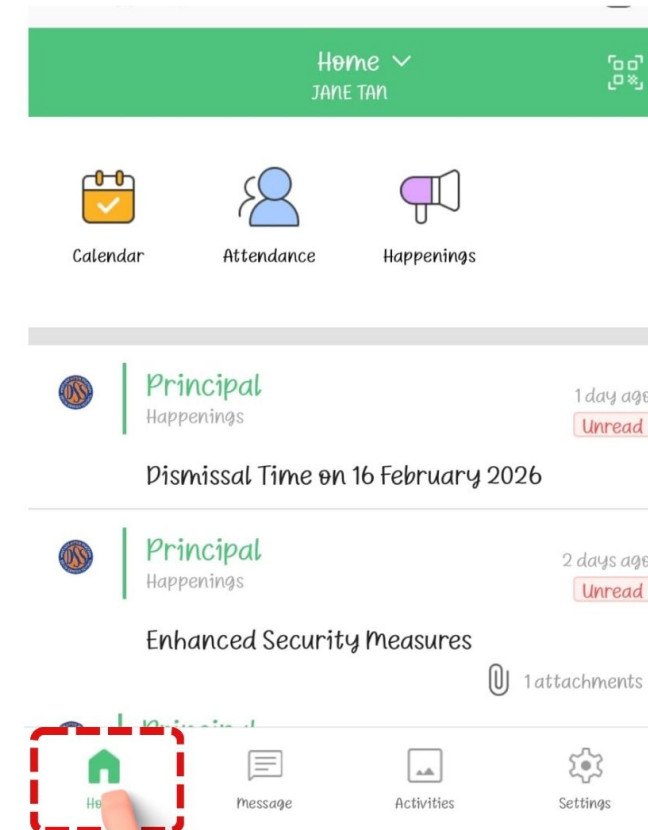 Home
JANE TAN
Calendar
Attendance
Happenings
Principal
1 day ago
Happenings
Unread
Dismissal Time on 16 February 2026
Principal
2 days ago
Happenings
Unread
Enhanced Security Measures
1 attachments
Message
Activities
Settings